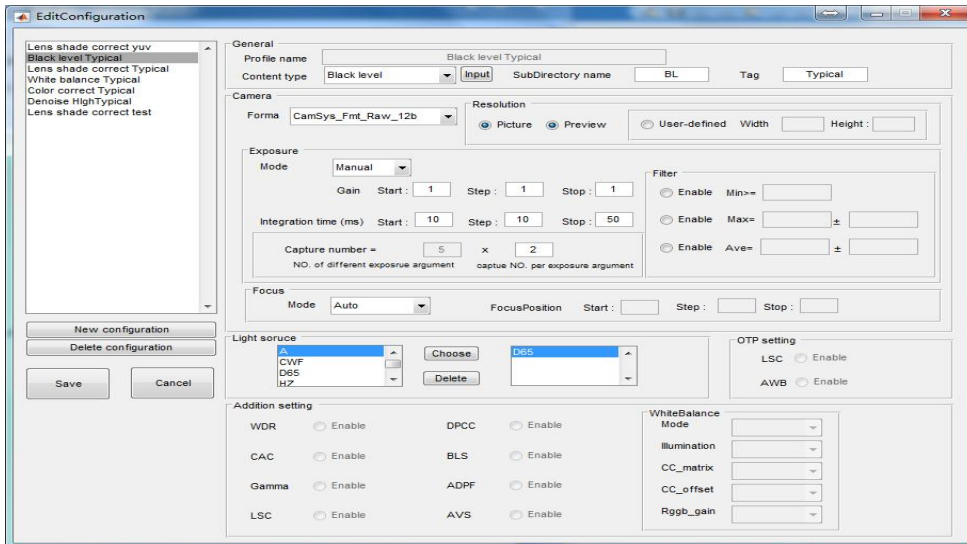 EditConfiguration
Lens shade correct yuv
Black level Typical
Lens shade correct Typical
White balance Typical
Color correct Typical
Denoise HIghTypical
Lens shade correct test
New configuration
Delete configuration
Save Cancel
General
Profile name Black level Typical
Content type Black level Input SubDirectory name BL Tag Typical
Camera
Forma CamSys_Fmt_Raw_12b
Resolution
Picture Preview User-defined Width Height :
Exposure
Mode Manual
Gain Start : 1 Step : 1 Stop : 1
Integration time (ms) Start : 10 Step : 10 Stop : 50
Capture number = 5 x 2
NO. of different exposrue argument captue NO. per exposure argument
Filter
Enable Min>=
Enable Max= ±
Enable Ave= ±
Focus
Mode Auto FocusPosition Start : Step : Stop :
Light soruce
A
CWF
D65
HZ
Choose
Delete
D65
OTP setting
LSC Enable
AWB Enable
Addition setting
WDR Enable DPCC Enable
CAC Enable BLS Enable
Gamma Enable ADPF Enable
LSC Enable AVS Enable
WhiteBalance
Mode
Illumination
CC_matrix
CC_offset
Rggb_gain